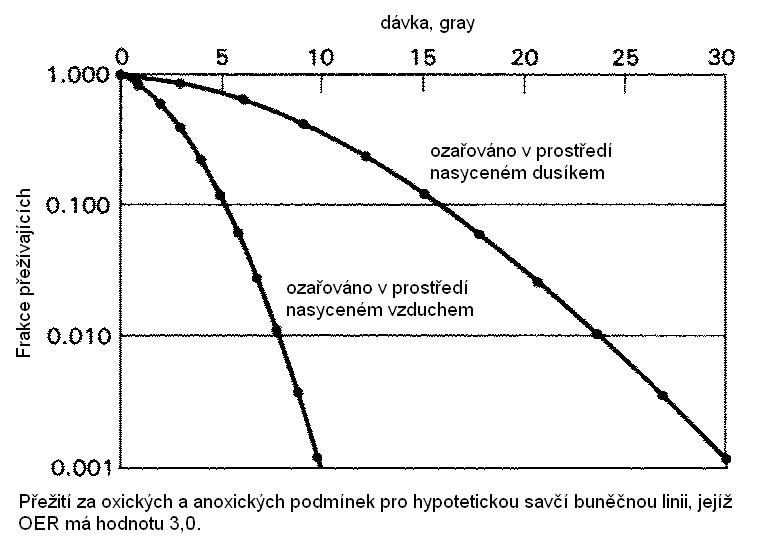 dávka, gray
0 5 10 15 20 25 30
1.000
ozařováno v prostředí
nasyceném dusíkem
0.100
Frakce přežívajících
ozařováno v prostředí
nasyceném vzduchem
0.010
0.001
Přežití za oxických a anoxických podmínek pro hypotetickou savčí buněčnou linii, jejíž
OER má hodnotu 3,0.